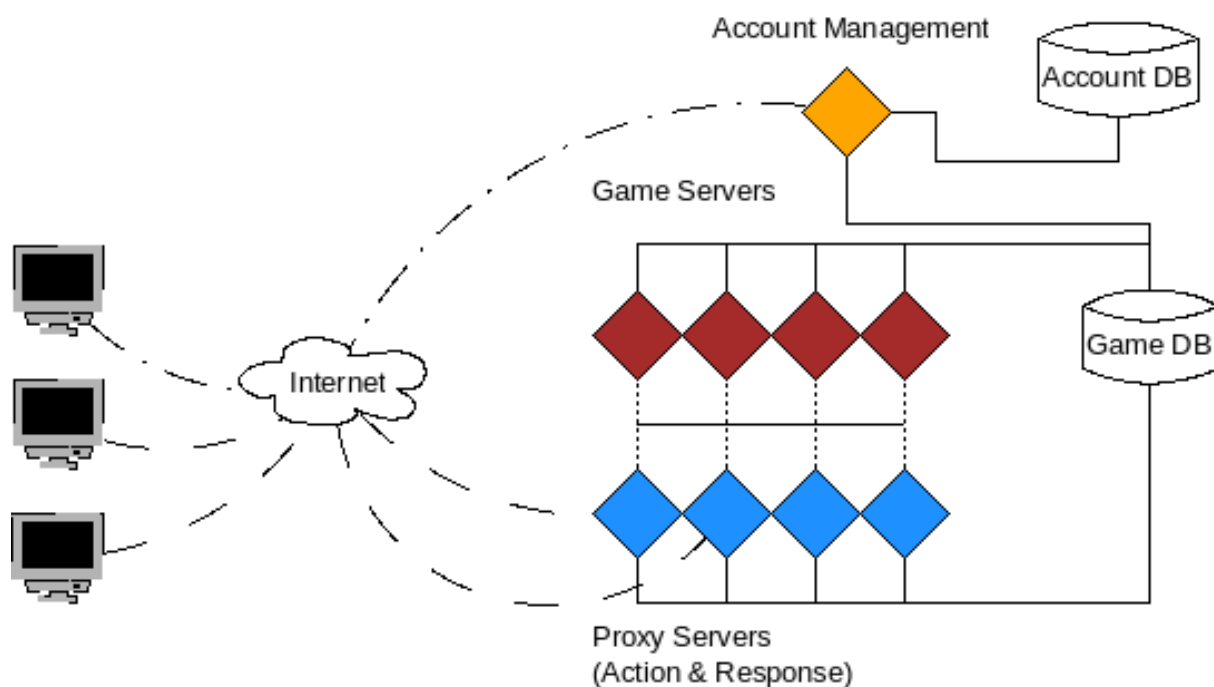 Account Management
Account DB
Game Servers
Internet
Game DB
Proxy Servers
(Action & Response)